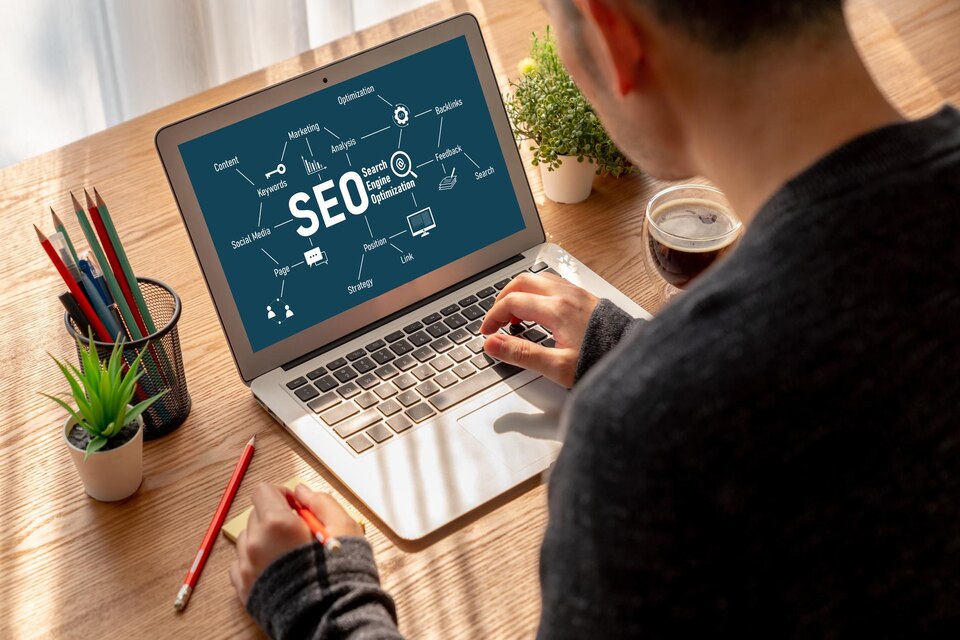 Optimization
Backlinks
Marketing
Analysis
Content
Keywords
SEO
Search
Engine
Optimization
Feedback
Search
Social Media
Position
Page
Link
Strategy